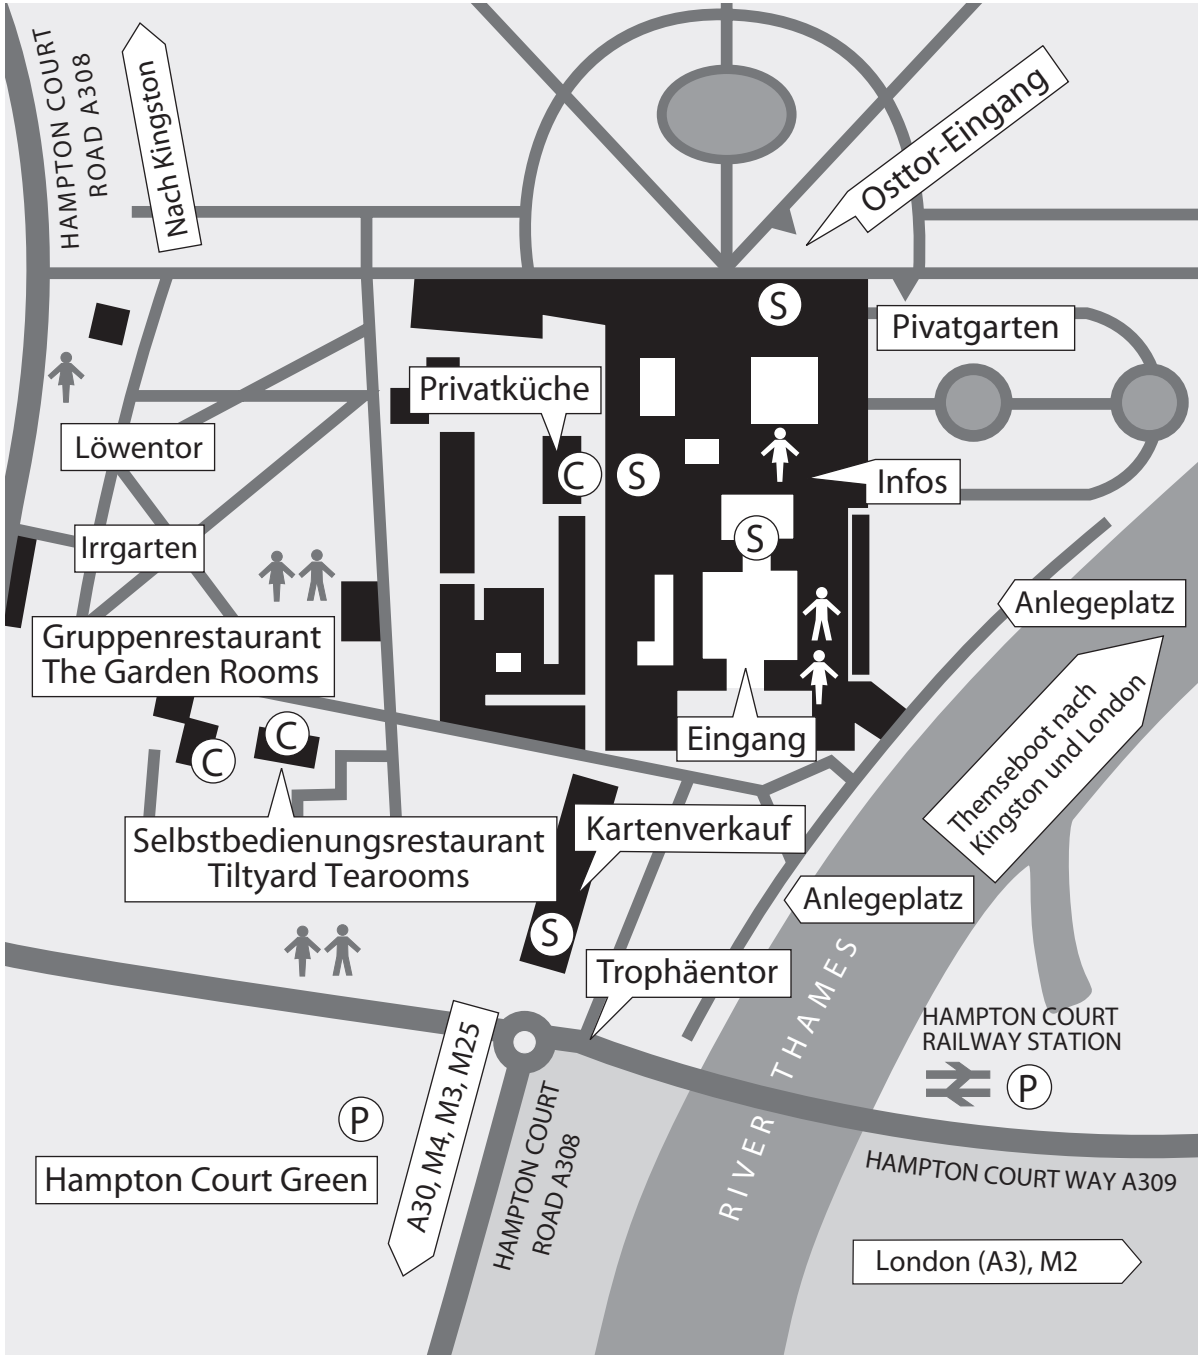 HAMPTON COURT
ROAD A308
Nach Kingston
Osttor-Eingang
S
Pivatgarten
Privatküche
Löwentor
C
S
Infos
Irrgarten
S
Anlegeplatz
Gruppenrestaurant
The Garden Rooms
Themseboot nach
Kingston und London
C
C
Eingang
Selbstbedienungsrestaurant
Tiltyard Tearooms
Kartenverkauf
Anlegeplatz
S
Trophäentor
RIVER THAMES
HAMPTON COURT
RAILWAY STATION
P
A30, M4, M3, M25
P
HAMPTON COURT
ROAD A308
Hampton Court Green
HAMPTON COURT WAY A309
London (A3), M2